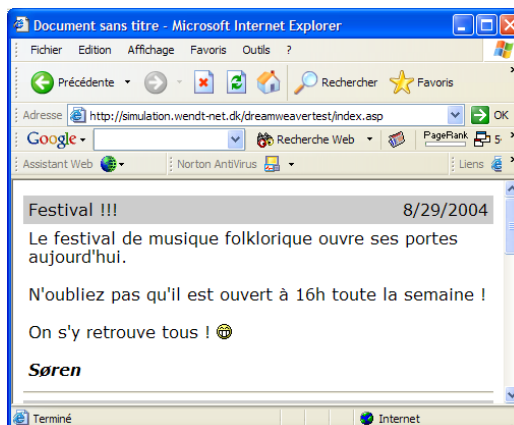 Document sans titre - Microsoft Internet Explorer
Fichier Edition Affichage Favoris Outils ?
Précédente Rechercher Favoris
Adresse http://simulation.wendt-net.dk/dreamweavertest/index.asp OK
Google Recherche Web PageRank 5
Assistant Web Norton AntiVirus Liens
Festival !!! 8/29/2004
Le festival de musique folklorique ouvre ses portes
aujourd'hui.
N'oubliez pas qu'il est ouvert à 16h toute la semaine !
On s'y retrouve tous ! 😁
Søren
Terminé Internet